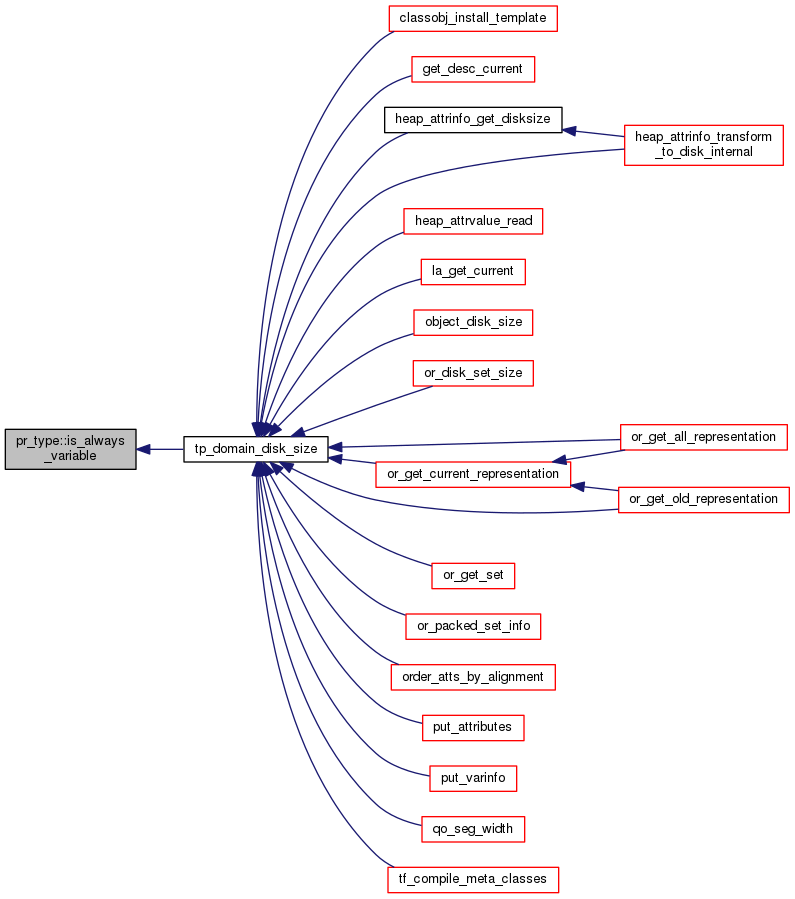 classobj_install_template
get_desc_current
heap_attrinfo_get_disksize
heap_attrinfo_transform
_to_disk_internal
heap_attrvalue_read
la_get_current
object_disk_size
or_disk_set_size
pr_type::is_always
_variable
tp_domain_disk_size
or_get_all_representation
or_get_current_representation
or_get_old_representation
or_get_set
or_packed_set_info
order_atts_by_alignment
put_attributes
put_varinfo
qo_seg_width
tf_compile_meta_classes